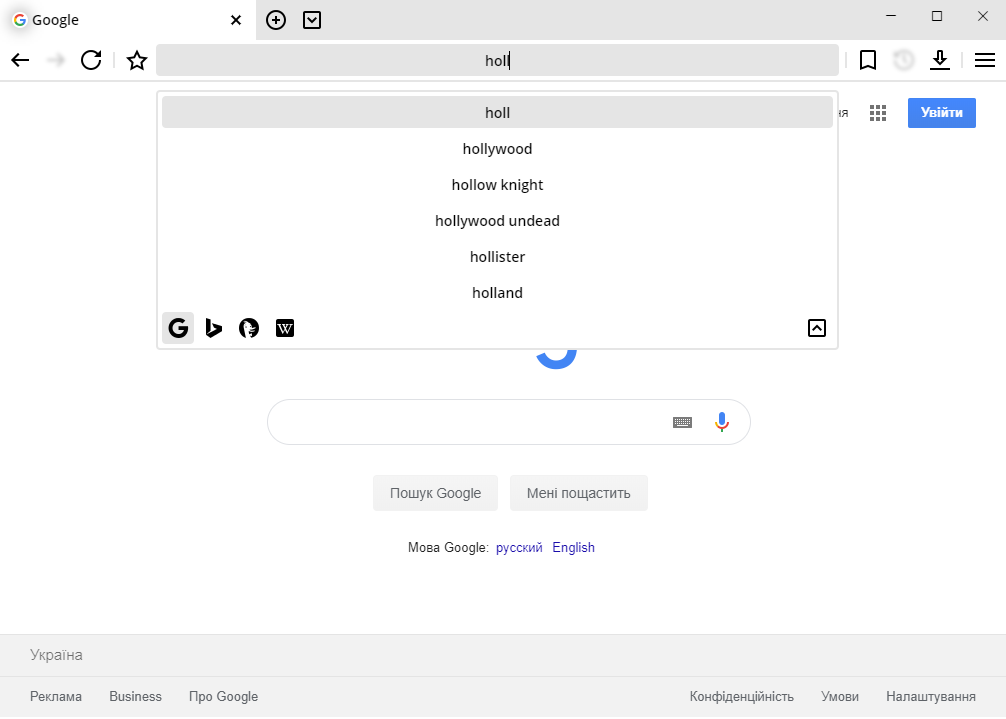 Google
holl
holl
ня
Увійти
hollywood
hollow knight
hollywood undead
hollister
holland
G W
Пошук Google
Мені пощастить
Мова Google: русский English
Україна
Реклама Business Про Google Конфіденційність Умови Налаштування